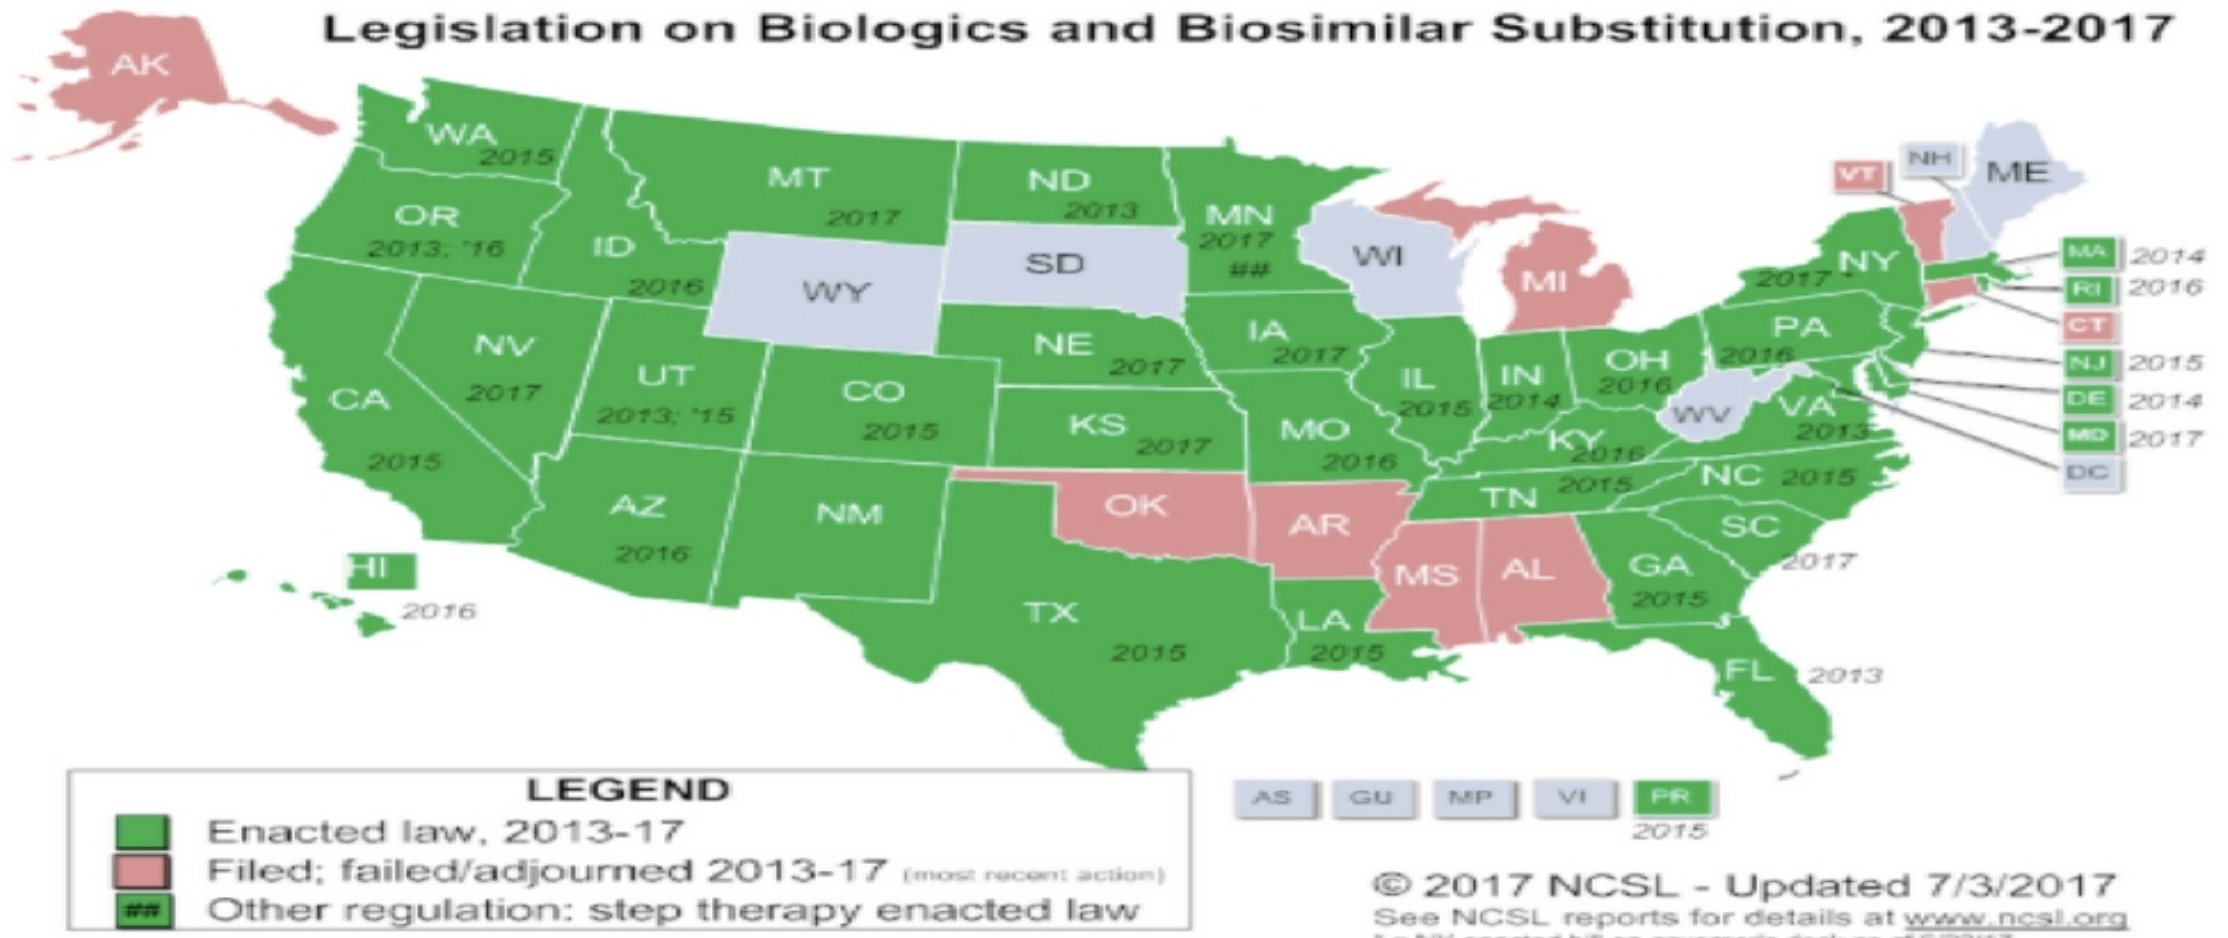 Legislation on Biologics and Biosimilar Substitution, 2013-2017
AK
WA
2015
MT
2017
ND
2013
MN
2017
##
OR
2013; '16
ID
2016
WY
SD
WI
MI
VT
NH
ME
NY
2017 *
MA 2014
RI 2016
CT
NJ 2015
DE 2014
MD 2017
DC
NV
2017
UT
2013; '15
CO
2015
NE
2017
IA
2017
IL
2015
IN
2014
OH
2016
PA
2016
WV
VA
2013
CA
2015
KS
2017
MO
2016
KY
2016
TN
2015
NC 2015
AZ
2016
NM
OK
AR
MS
AL
GA
2015
SC
2017
HI
2016
TX
2015
LA
2015
FL 2013
LEGEND
Enacted law, 2013-17
Filed; failed/adjourned 2013-17 (most recent action)
## Other regulation: step therapy enacted law
AS GU MP VI PR
2015
© 2017 NCSL - Updated 7/3/2017
See NCSL reports for details at www.ncsl.org